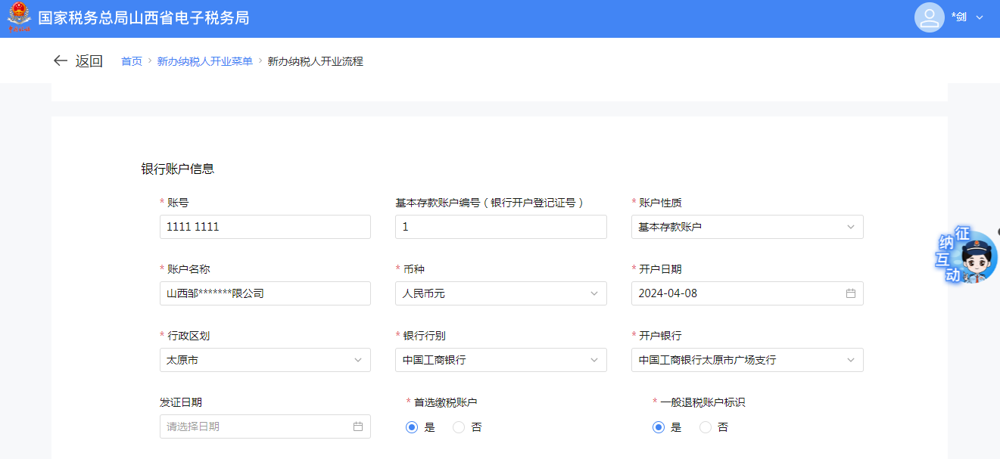 国家税务总局山西省电子税务局
*剑
返回 首页 > 新办纳税人开业菜单 > 新办纳税人开业流程
银行账户信息
* 账号 基本存款账户编号（银行开户登记证号） * 账户性质
1111 1111 1 基本存款账户
* 账户名称 * 币种 * 开户日期
山西邹*******限公司 人民币元 2024-04-08
* 行政区划 * 银行行别 * 开户银行
太原市 中国工商银行 中国工商银行太原市广场支行
发证日期 * 首选缴税账户 * 一般退税账户标识
请选择日期 是 否 是 否
征纳互动